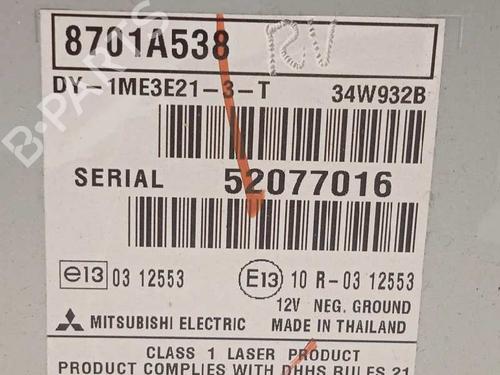 8701A538 RN
DY-1ME3E21-3-T 34W932B
SERIAL 52077016
e13 03 12553 E13 10 R-03 12553
12V NEG. GROUND
MITSUBISHI ELECTRIC MADE IN THAILAND
CLASS 1 LASER PRODUCT
PRODUCT COMPLIES WITH DHHS RULES 21
B-PARTS